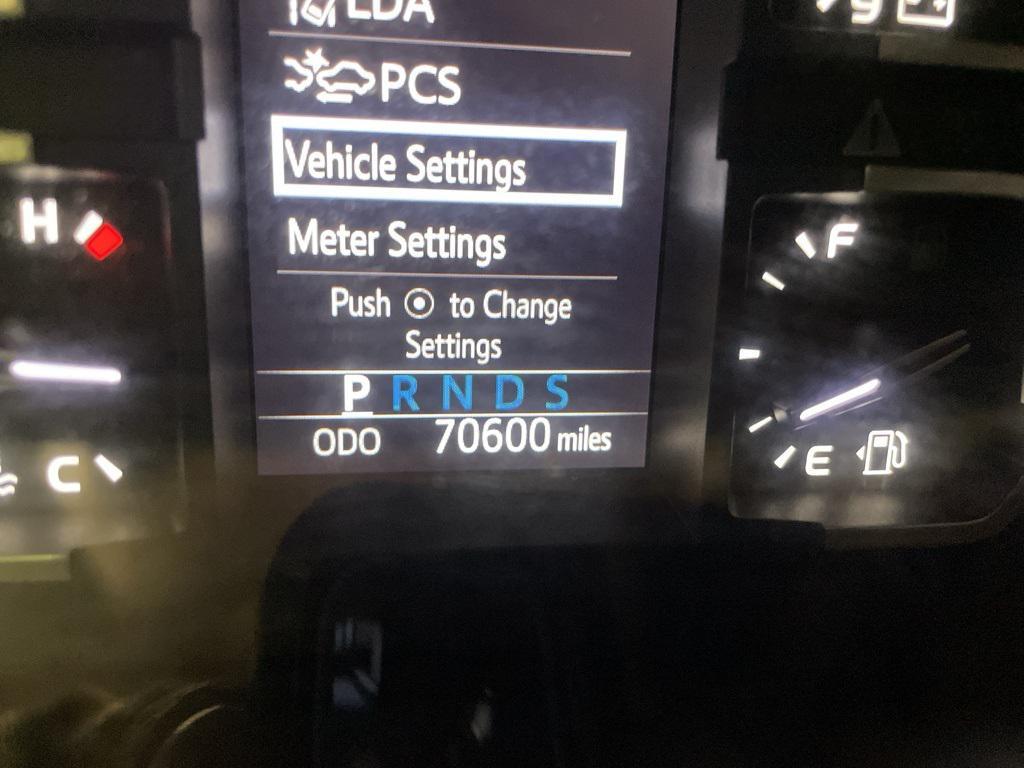 LDA
PCS
Vehicle Settings
Meter Settings
Push to Change
Settings
P R N D S
ODO 70600 miles
H
C
F
E